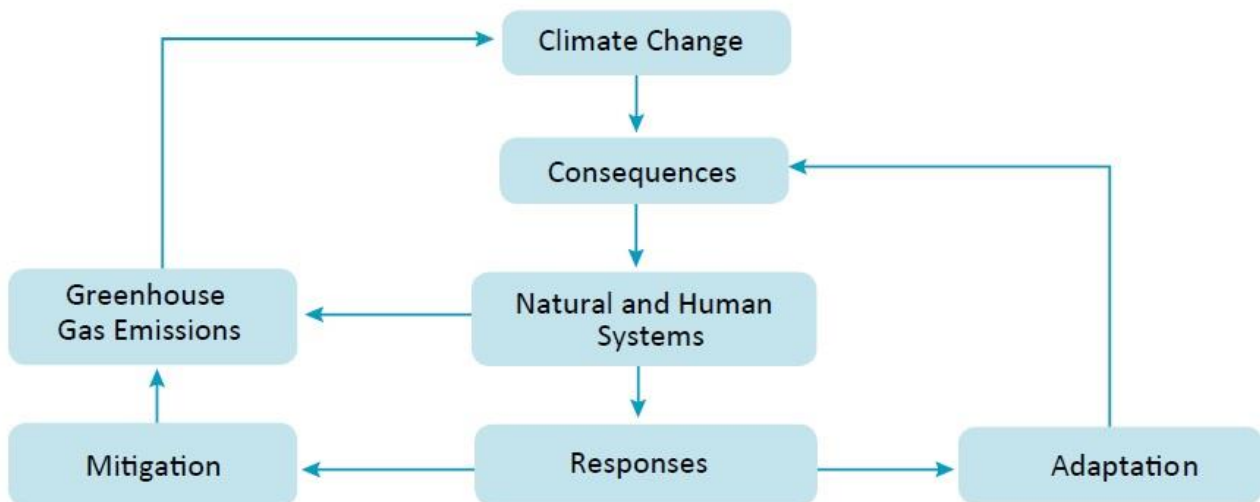 Climate Change
Consequences
Greenhouse
Gas Emissions
Natural and Human
Systems
Mitigation
Responses
Adaptation